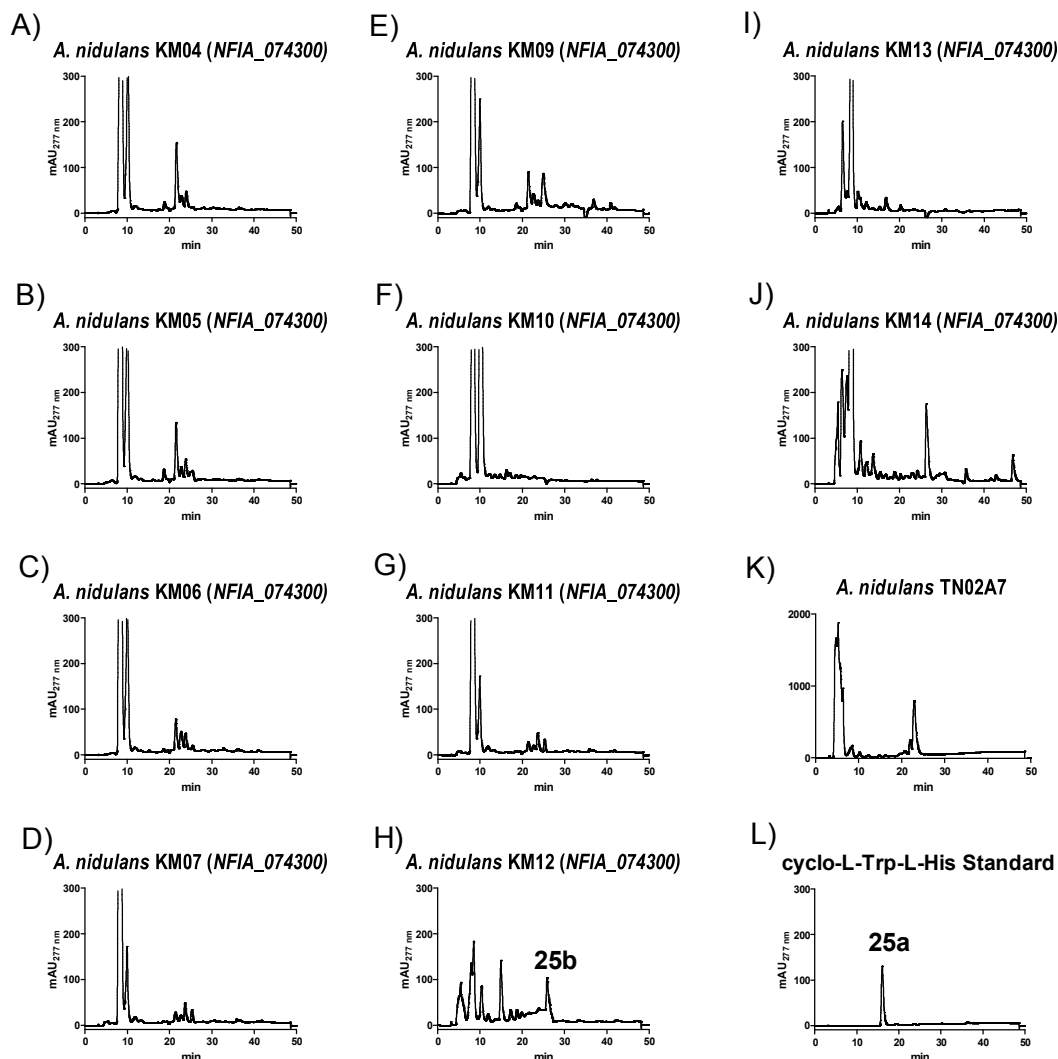 A)
A. nidulans KM04 (NFIA_074300)
300
200
100
0
mAU277 nm
0 10 20 30 40 50
min
B)
A. nidulans KM05 (NFIA_074300)
300
200
100
0
mAU277 nm
0 10 20 30 40 50
min
C)
A. nidulans KM06 (NFIA_074300)
300
200
100
0
mAU277 nm
0 10 20 30 40 50
min
D)
A. nidulans KM07 (NFIA_074300)
300
200
100
0
mAU277 nm
0 10 20 30 40 50
min
E)
A. nidulans KM09 (NFIA_074300)
300
200
100
0
mAU277 nm
0 10 20 30 40 50
min
F)
A. nidulans KM10 (NFIA_074300)
300
200
100
0
mAU277 nm
0 10 20 30 40 50
min
G)
A. nidulans KM11 (NFIA_074300)
300
200
100
0
mAU277 nm
0 10 20 30 40 50
min
H)
A. nidulans KM12 (NFIA_074300)
25b
300
200
100
0
mAU277 nm
0 10 20 30 40 50
min
I)
A. nidulans KM13 (NFIA_074300)
300
200
100
0
mAU277 nm
0 10 20 30 40 50
min
J)
A. nidulans KM14 (NFIA_074300)
300
200
100
0
mAU277 nm
0 10 20 30 40 50
min
K)
A. nidulans TN02A7
2000
1000
0
mAU277 nm
0 10 20 30 40 50
min
L)
cyclo-L-Trp-L-His Standard
25a
300
200
100
0
mAU277 nm
0 10 20 30 40 50
min